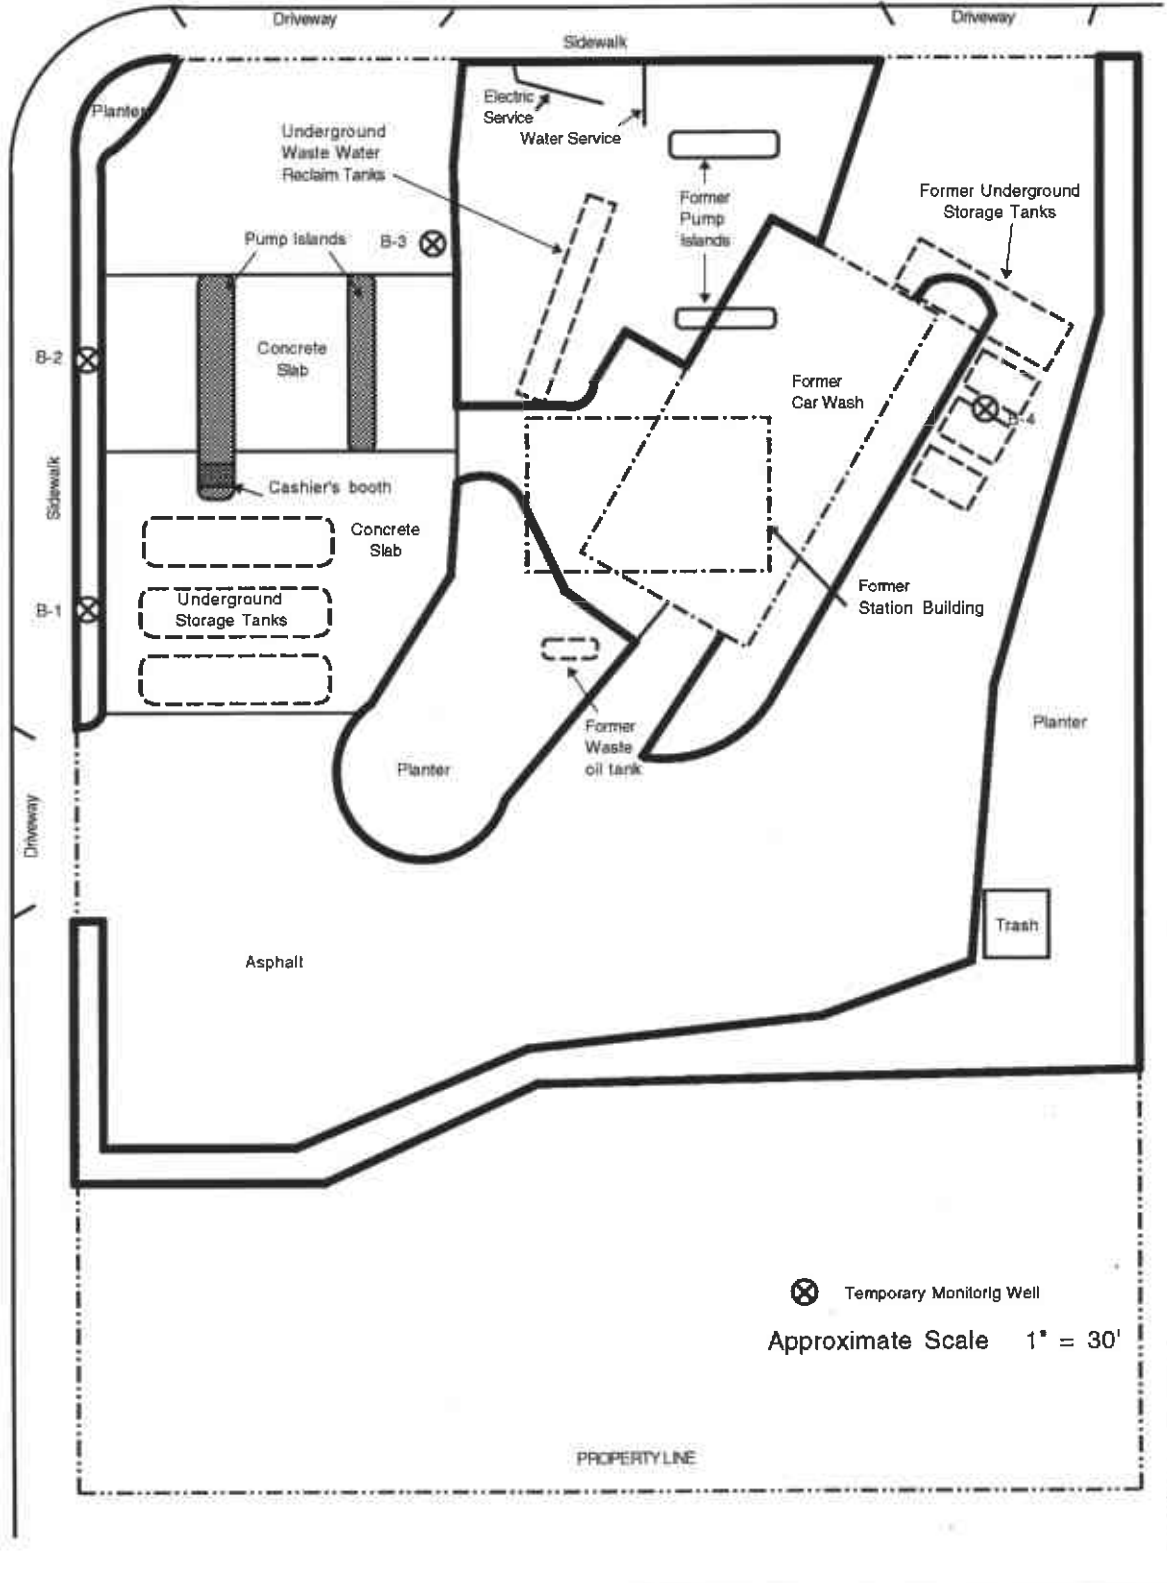 Driveway
Driveway
Sidewalk
Planter
Electric
Service
Water Service
Underground
Waste Water
Reclaim Tanks
Former
Pump
Islands
Former Underground
Storage Tanks
Pump Islands
B-3
B-2
Concrete
Slab
Former
Car Wash
B-4
Sidewalk
Cashier's booth
Concrete
Slab
Underground
Storage Tanks
B-1
Former
Station Building
Former
Waste
oil tank
Planter
Planter
Driveway
Trash
Asphalt
Temporary Monitorig Well
Approximate Scale 1" = 30'
PROPERTY LINE